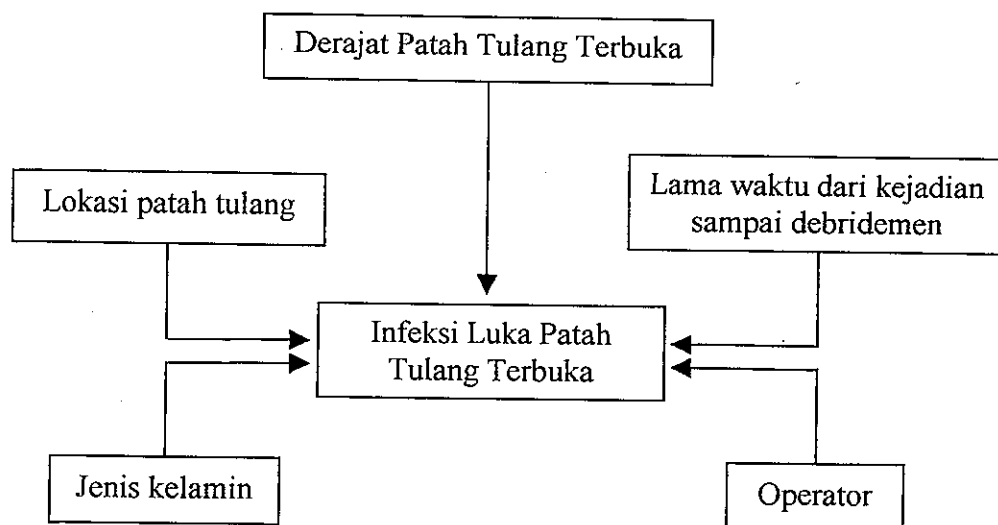 Derajat Patah Tulang Terbuka
Lokasi patah tulang
Lama waktu dari kejadian
sampai debridemen
Infeksi Luka Patah
Tulang Terbuka
Jenis kelamin
Operator